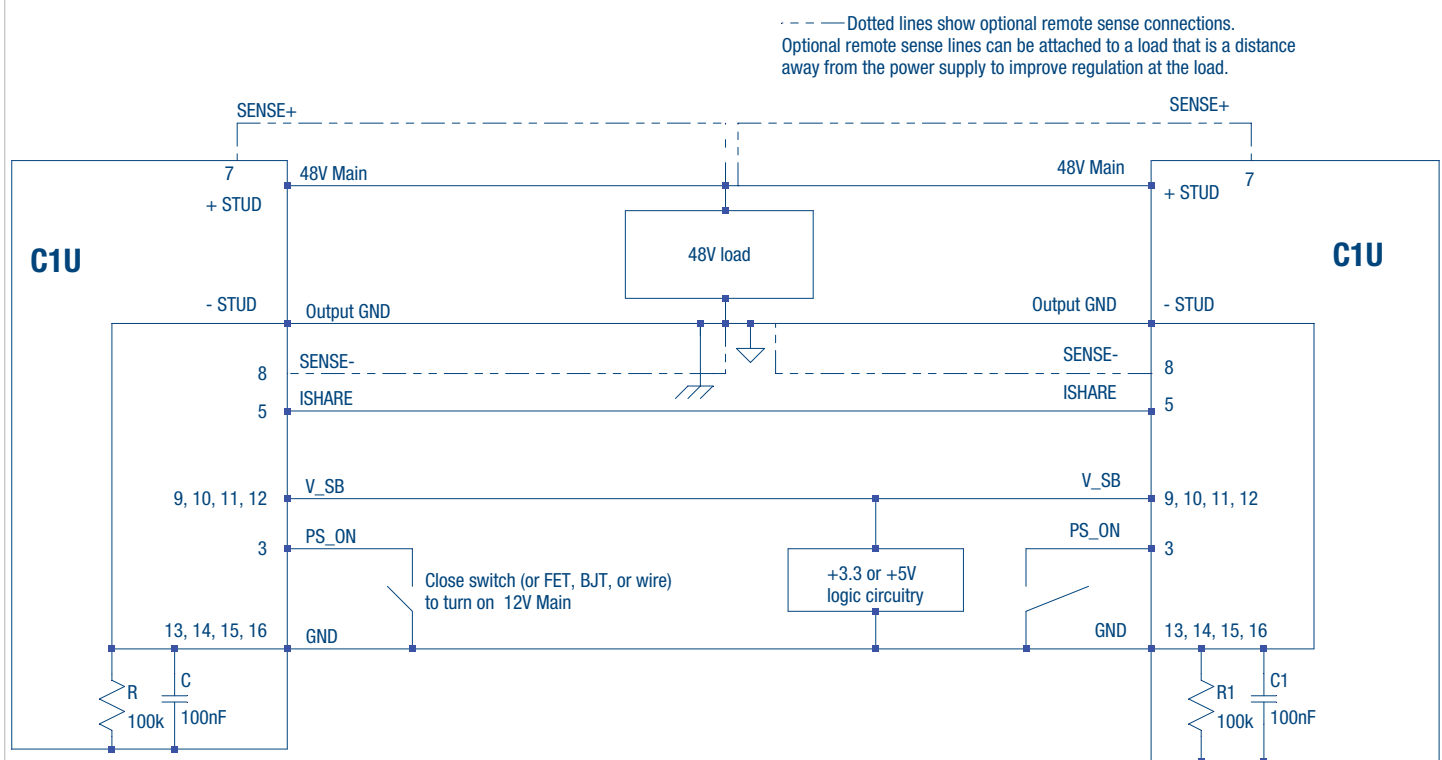 Dotted lines show optional remote sense connections.
Optional remote sense lines can be attached to a load that is a distance
away from the power supply to improve regulation at the load.
SENSE+
SENSE+
7
48V Main
48V Main
7
+ STUD
+ STUD
C1U
48V load
C1U
- STUD
Output GND
Output GND
- STUD
8
SENSE-
SENSE-
8
5
ISHARE
ISHARE
5
9, 10, 11, 12
V_SB
V_SB
9, 10, 11, 12
3
PS_ON
PS_ON
3
Close switch (or FET, BJT, or wire)
to turn on 12V Main
+3.3 or +5V
logic circuitry
13, 14, 15, 16
GND
GND
13, 14, 15, 16
R
100k
C
100nF
R1
100k
C1
100nF